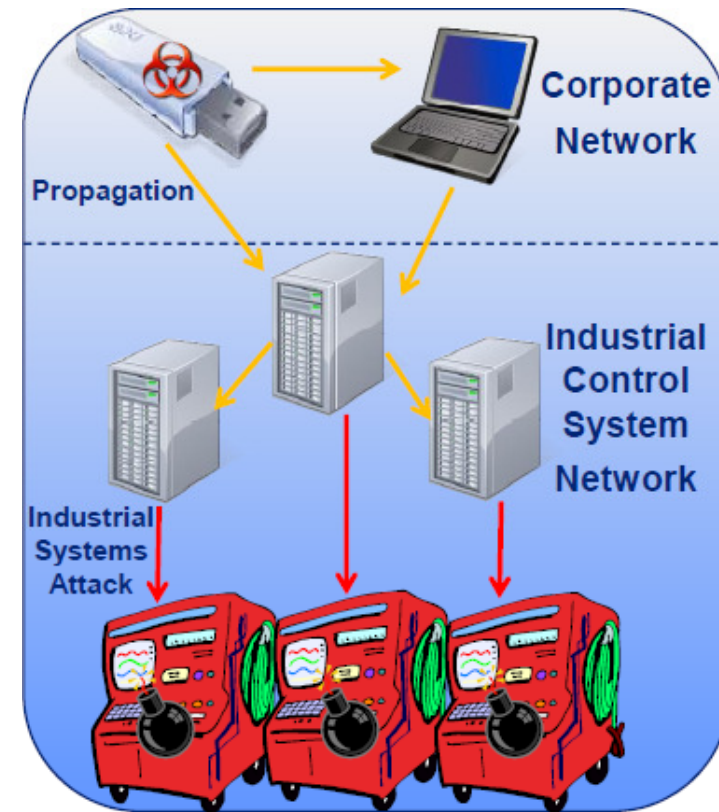 Corporate
Network
Propagation
Industrial
Control
System
Network
Industrial
Systems
Attack